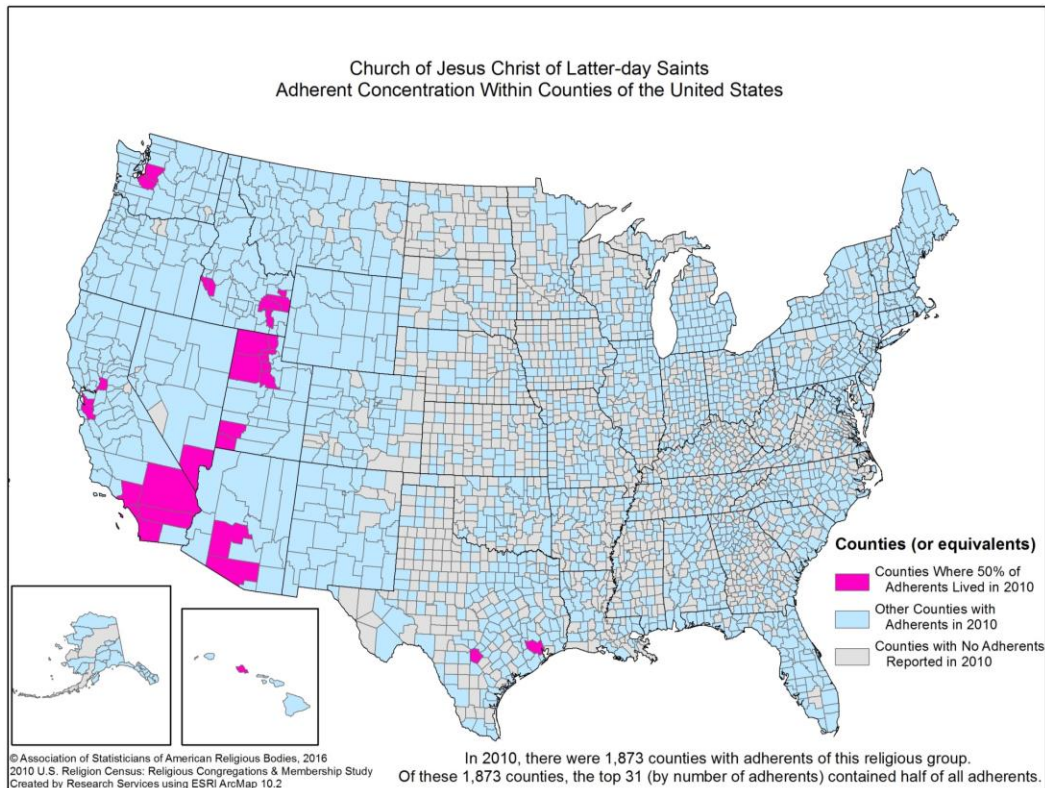 Church of Jesus Christ of Latter-day Saints
Adherent Concentration Within Counties of the United States
Counties (or equivalents)
Counties Where 50% of
Adherents Lived in 2010
Other Counties with
Adherents in 2010
Counties with No Adherents
Reported in 2010
© Association of Statisticians of American Religious Bodies, 2016
2010 U.S. Religion Census: Religious Congregations & Membership Study
Created by Research Services using ESRI ArcMap 10.2
In 2010, there were 1,873 counties with adherents of this religious group.
Of these 1,873 counties, the top 31 (by number of adherents) contained half of all adherents.